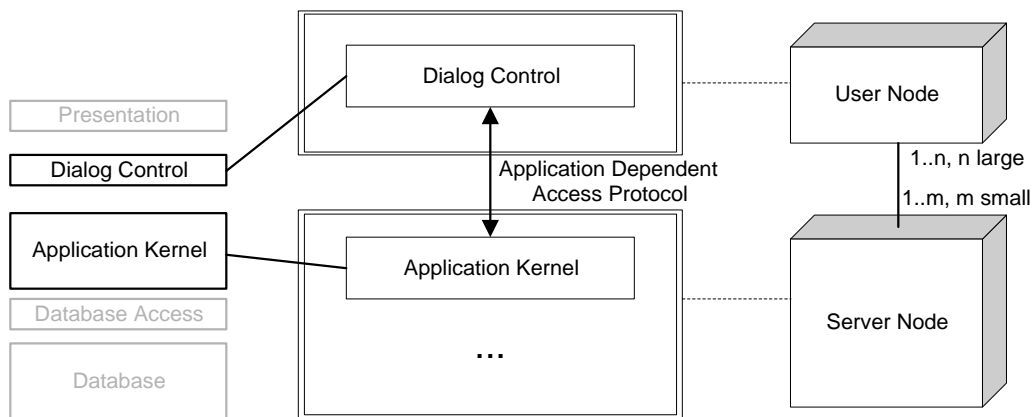 Presentation
Dialog Control
Application Kernel
Database Access
Database
Dialog Control
Application Dependent
Access Protocol
Application Kernel
...
User Node
1..n, n large
1..m, m small
Server Node